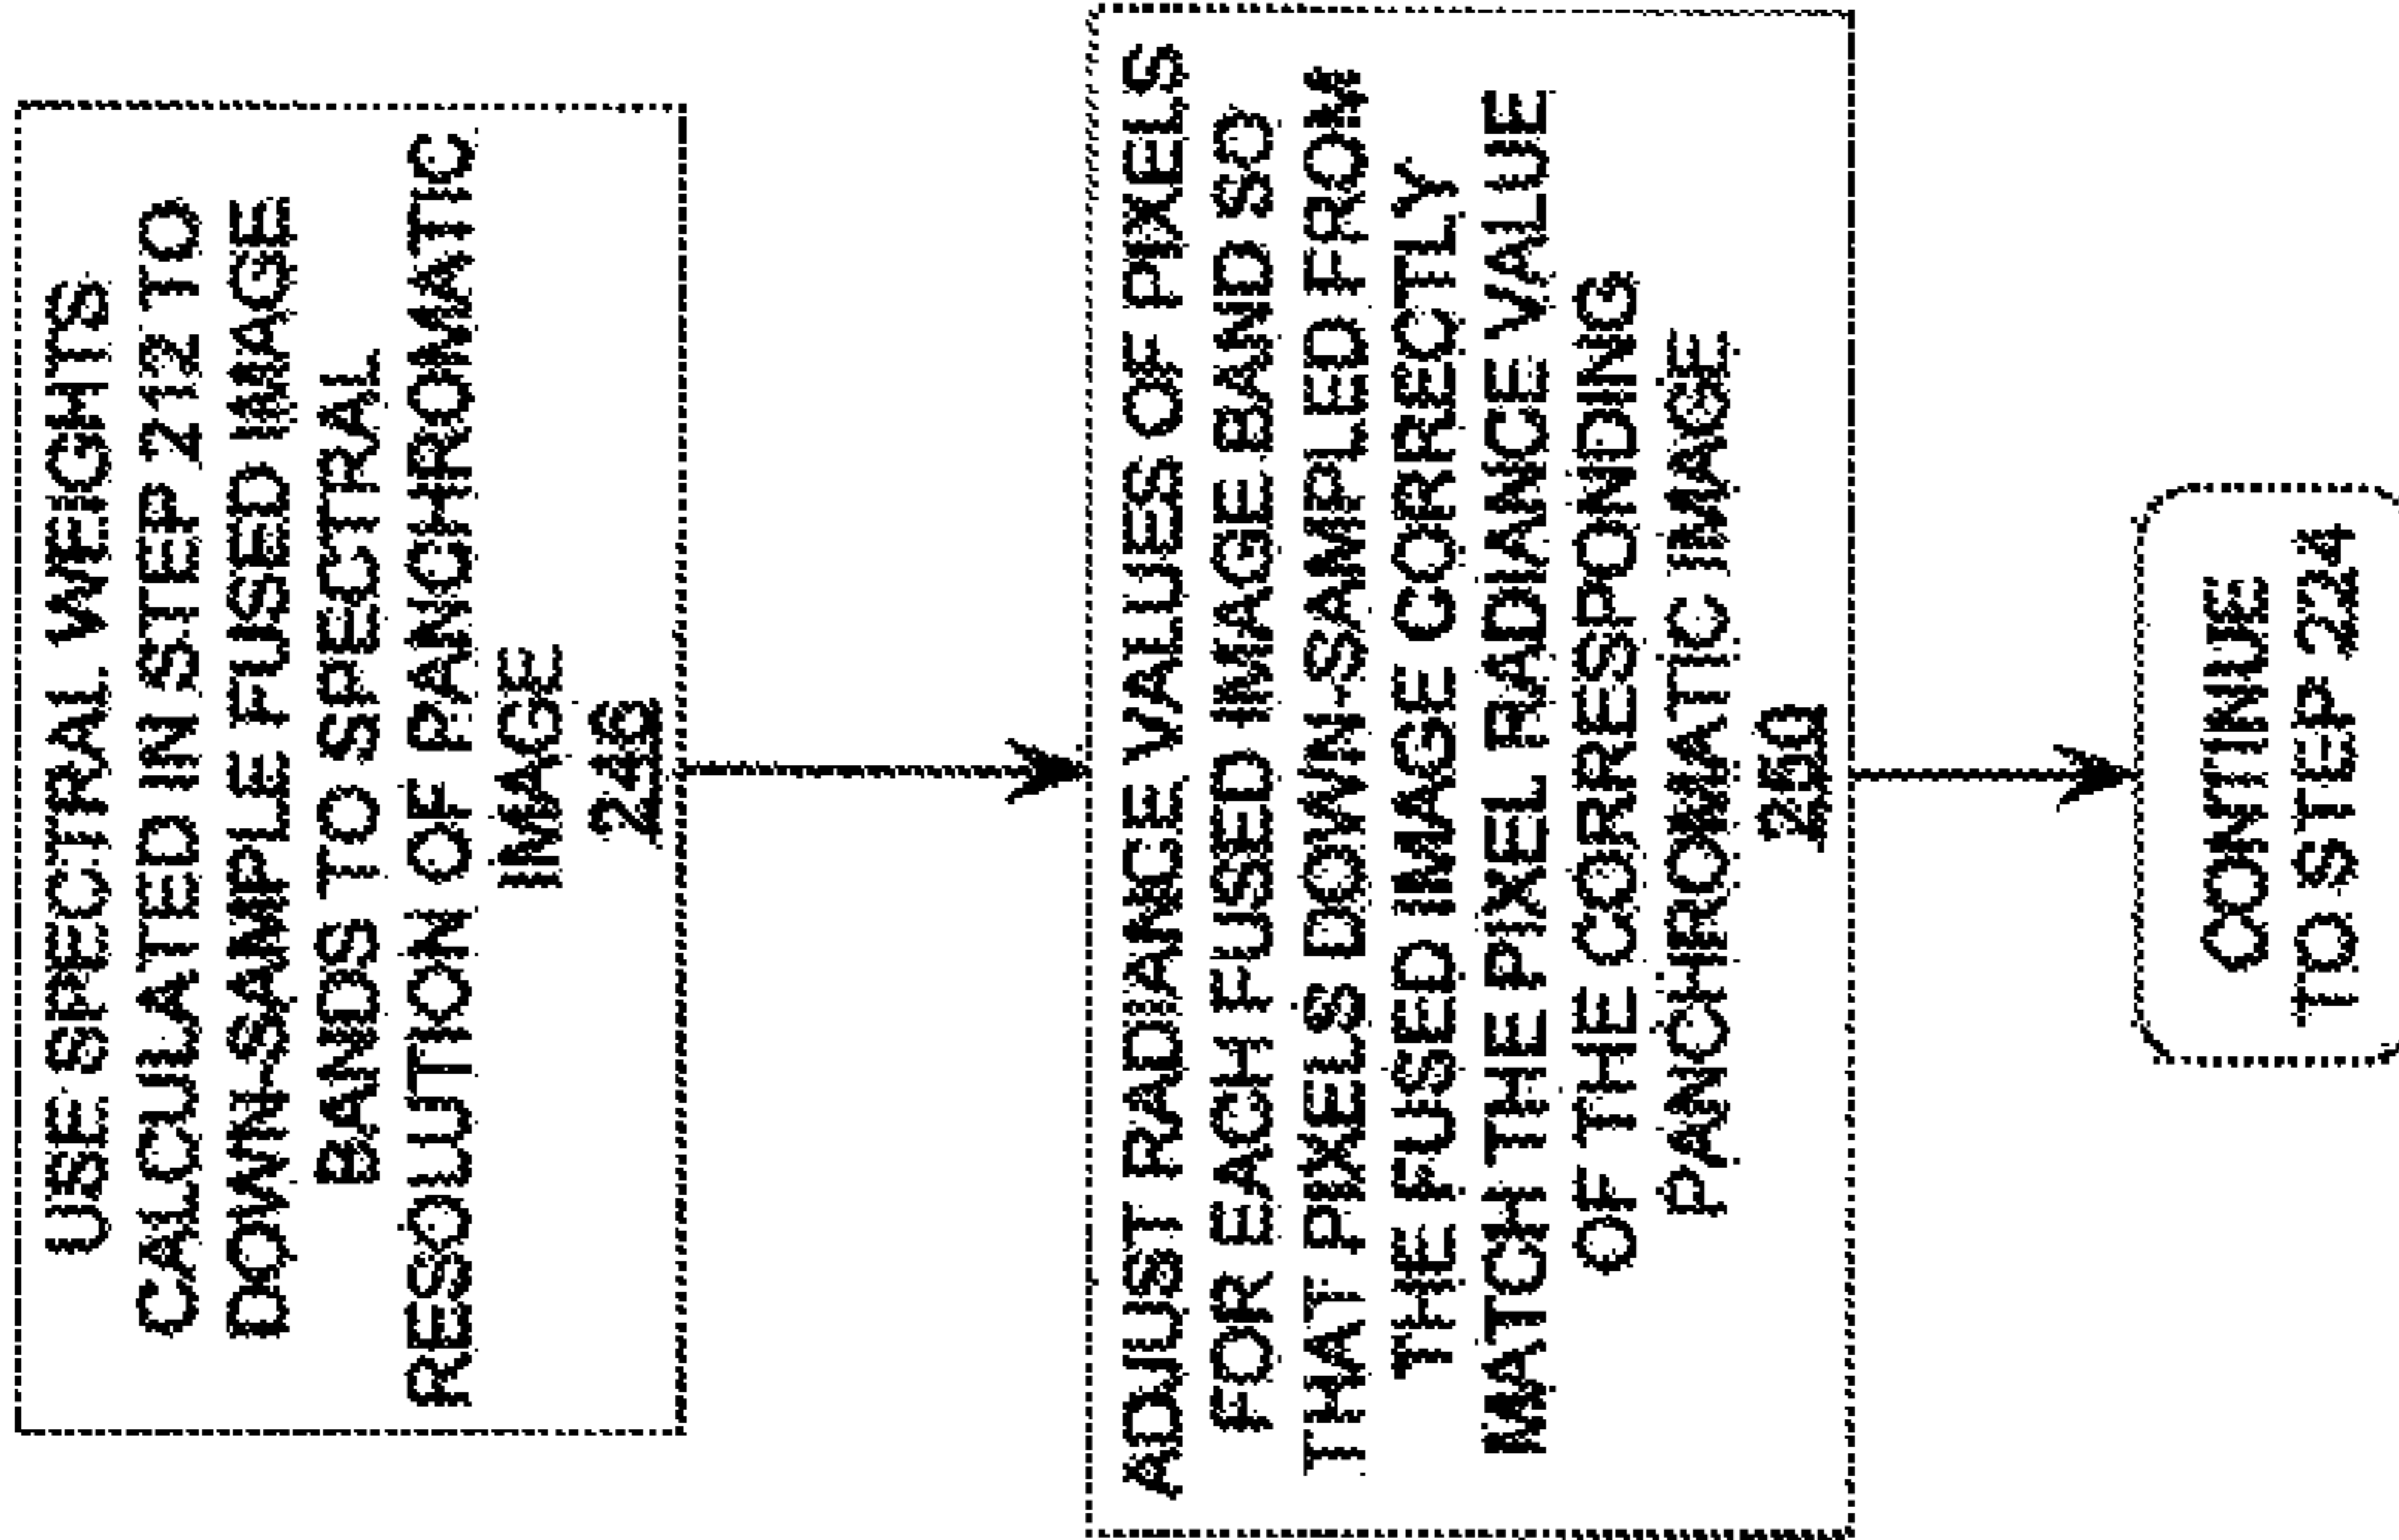 USE SPECTRAL WEIGHTS
CALCULATED IN STEP 212 TO
DOWN-SAMPLE FUSED IMAGE
BANDS TO SPECTRAL
RESOLUTION OF PANCHROMATIC
IMAGE
246
ADJUST RADIANCE VALUES OF PIXELS
FOR EACH FUSED IMAGE BAND SO
THAT PIXELS DOWN-SAMPLED FROM
THE FUSED IMAGE CORRECTLY
MATCH THE PIXEL RADIANCE VALUE
OF THE CORRESPONDING
PANCHROMATIC IMAGE
250
CONTINUE
TO STEP 224